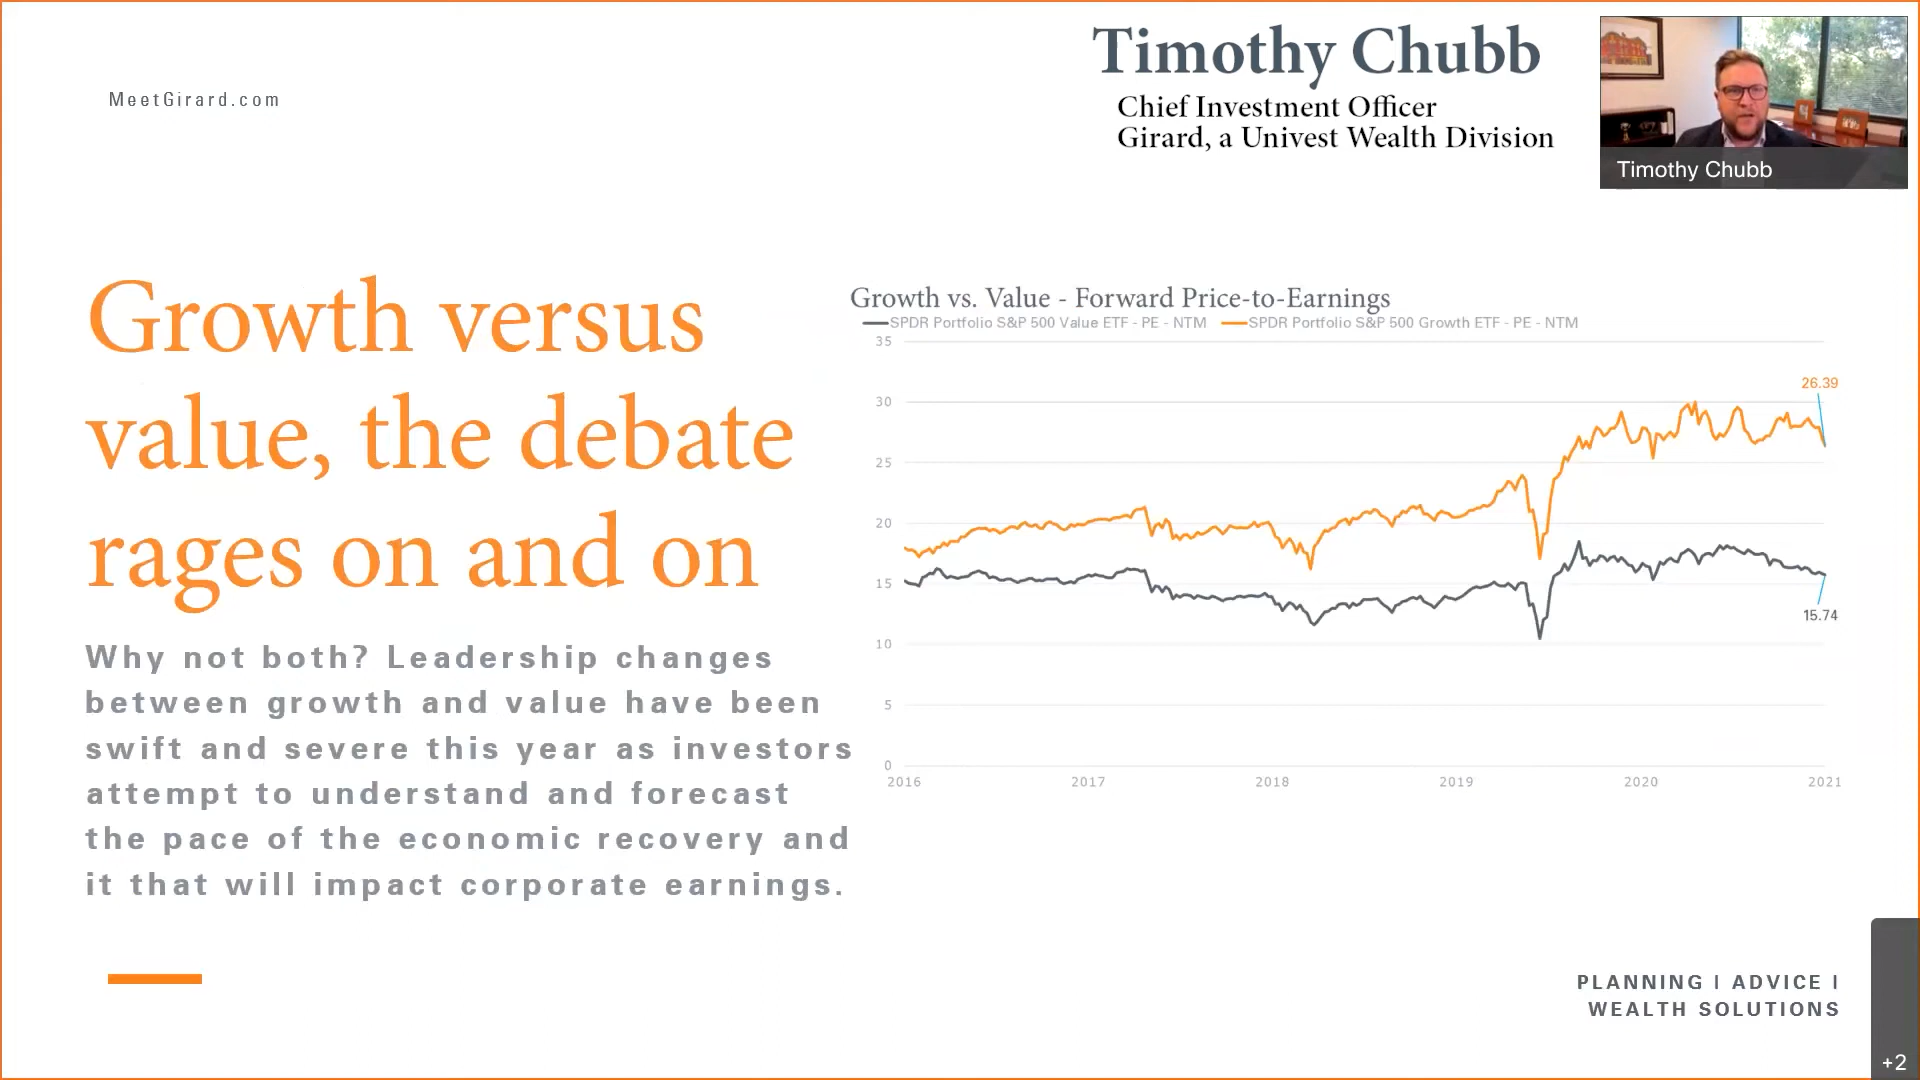 MeetGirard.com
Timothy Chubb
Chief Investment Officer
Girard, a Univest Wealth Division
Timothy Chubb
Growth versus
value, the debate
rages on and on
Why not both? Leadership changes
between growth and value have been
swift and severe this year as investors
attempt to understand and forecast
the pace of the economic recovery and
it that will impact corporate earnings.
Growth vs. Value - Forward Price-to-Earnings
SPDR Portfolio S&P 500 Value ETF - PE - NTM SPDR Portfolio S&P 500 Growth ETF - PE - NTM
35
30
25
20
15
10
5
0
26.39
15.74
2016 2017 2018 2019 2020 2021
PLANNING | ADVICE |
WEALTH SOLUTIONS
+2